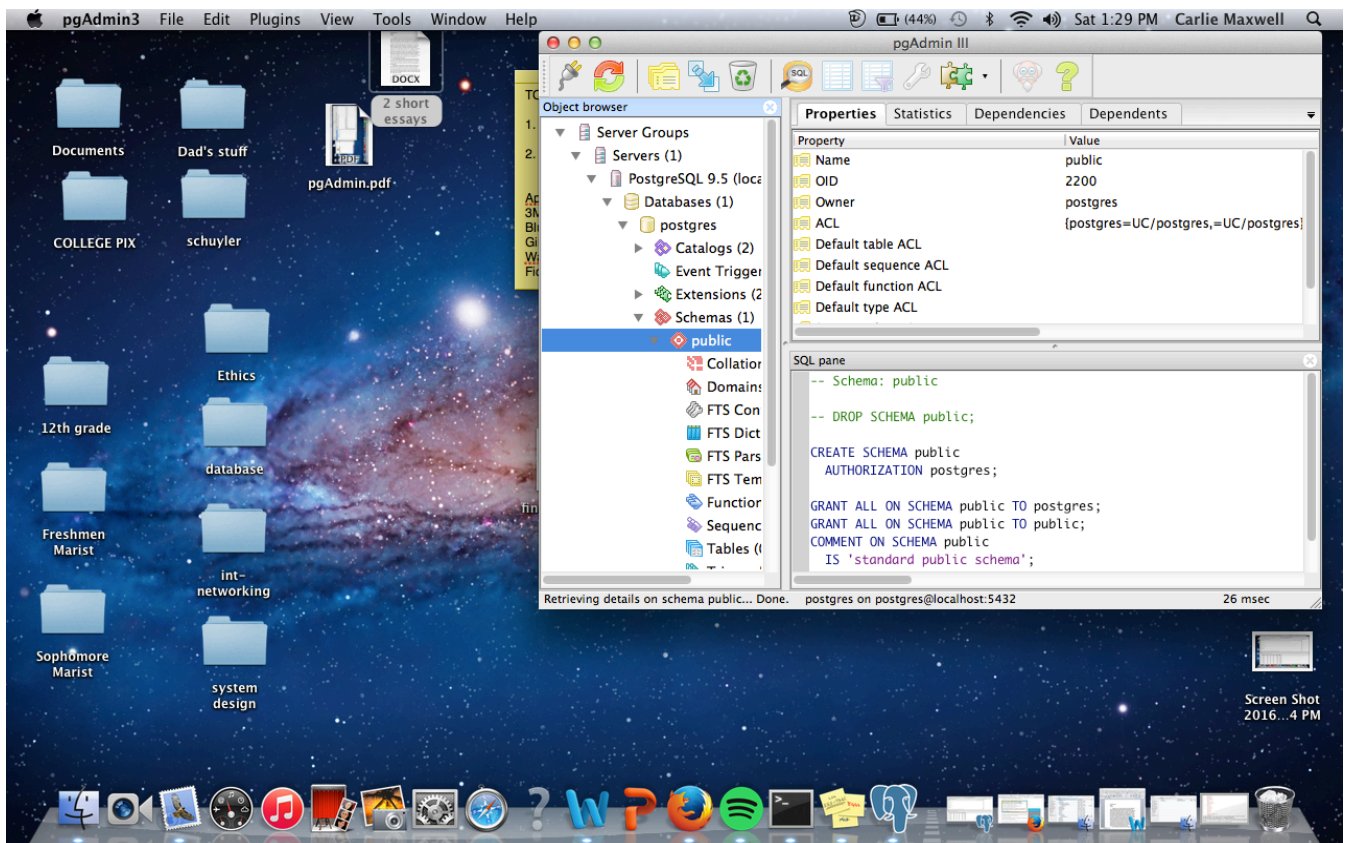 pgAdmin3 File Edit Plugins View Tools Window Help (44%) Sat 1:29 PM Carlie Maxwell
DOCX
2 short
essays
Documents
Dad's stuff
PDF
pgAdmin.pdf
COLLEGE PIX
schuyler
Ethics
12th grade
database
Freshmen
Marist
int-
networking
Sophomore
Marist
system
design
1.
2.
pgAdmin III
SQL
Object browser
Server Groups
Servers (1)
PostgreSQL 9.5 (loca
Databases (1)
postgres
Catalogs (2)
Event Trigger
Extensions (2
Schemas (1)
public
Collation
Domains
FTS Con
FTS Dict
FTS Pars
FTS Tem
Function
Sequenc
Tables (
Properties Statistics Dependencies Dependents
Property Value
Name public
OID 2200
Owner postgres
ACL {postgres=UC/postgres,=UC/postgres}
Default table ACL
Default sequence ACL
Default function ACL
Default type ACL
SQL pane
-- Schema: public
-- DROP SCHEMA public;
CREATE SCHEMA public
AUTHORIZATION postgres;
GRANT ALL ON SCHEMA public TO postgres;
GRANT ALL ON SCHEMA public TO public;
COMMENT ON SCHEMA public
IS 'standard public schema';
Retrieving details on schema public... Done. postgres on postgres@localhost:5432 26 msec
Screen Shot
2016...4 PM